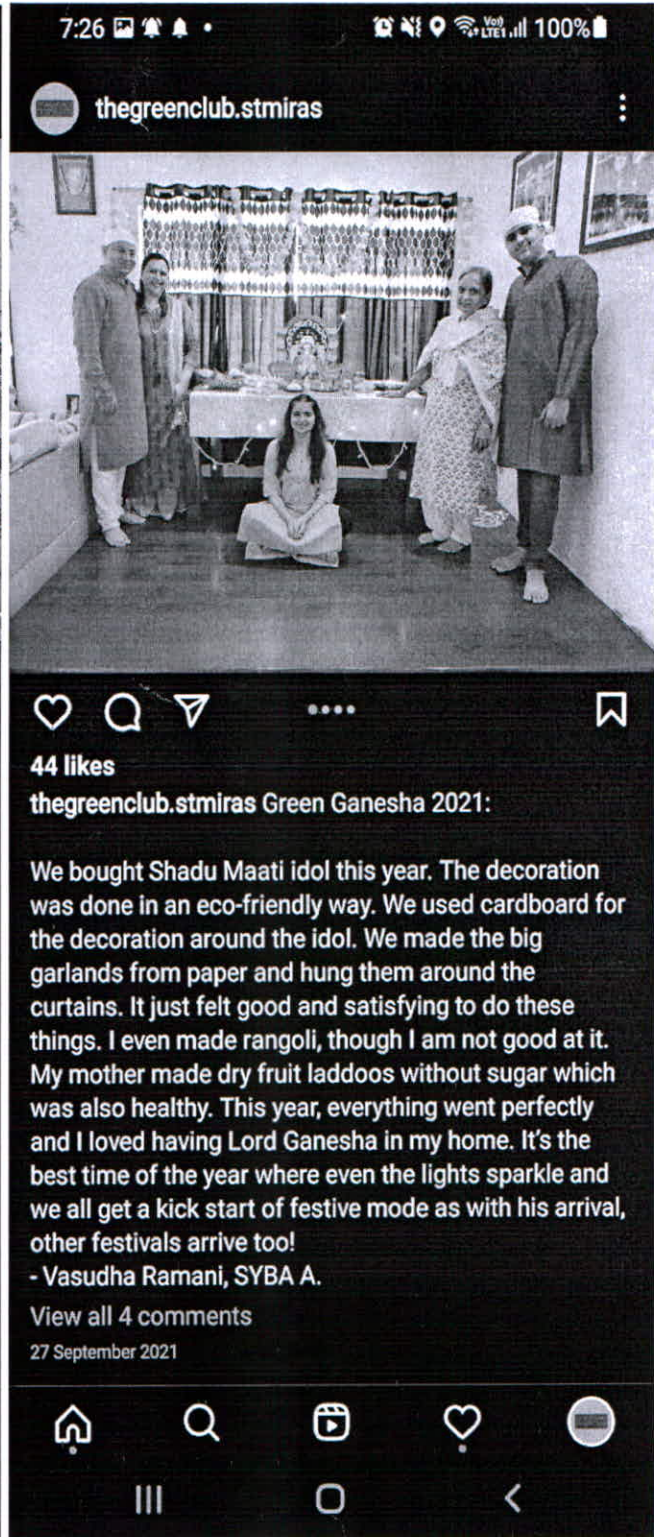 7:26 Vo) LTE1 100%
thegreenclub.stmiras
44 likes
thegreenclub.stmiras Green Ganesha 2021:
We bought Shadu Maati idol this year. The decoration
was done in an eco-friendly way. We used cardboard for
the decoration around the idol. We made the big
garlands from paper and hung them around the
curtains. It just felt good and satisfying to do these
things. I even made rangoli, though I am not good at it.
My mother made dry fruit laddoos without sugar which
was also healthy. This year, everything went perfectly
and I loved having Lord Ganesha in my home. It's the
best time of the year where even the lights sparkle and
we all get a kick start of festive mode as with his arrival,
other festivals arrive too!
- Vasudha Ramani, SYBA A.
View all 4 comments
27 September 2021